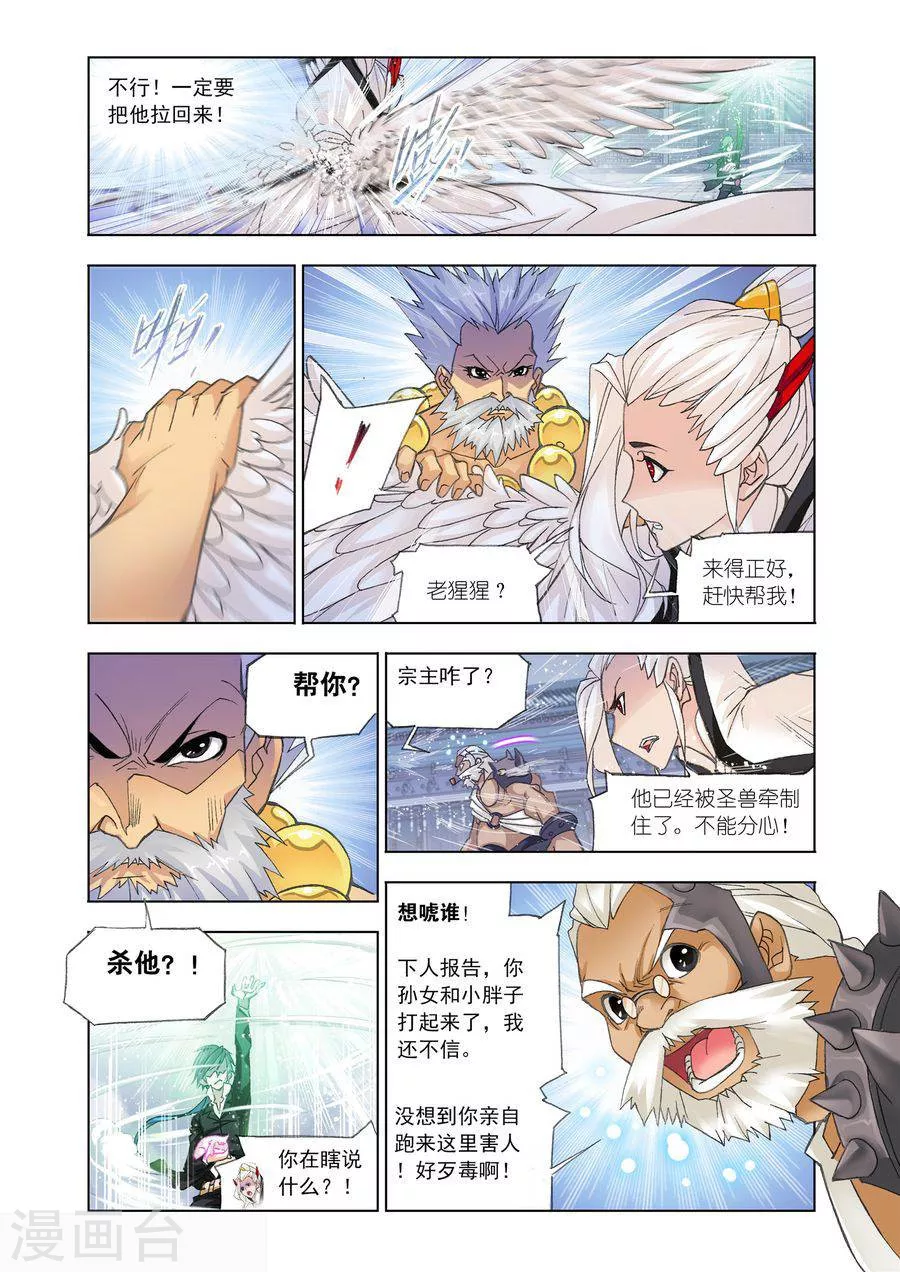 不行！一定要
把他拉回来！
嘭！
啪！
老猩猩？
来得正好，
赶快帮我！
帮你？
杀他？！
宗主咋了？
他已经被圣兽牵制
住了。不能分心！
你在瞎说
什么？！
想唬谁！
下人报告，你
孙女和小胖子
打起来了，我
还不信。
没想到你亲自
跑来这里害人
！好歹毒啊！
漫画台